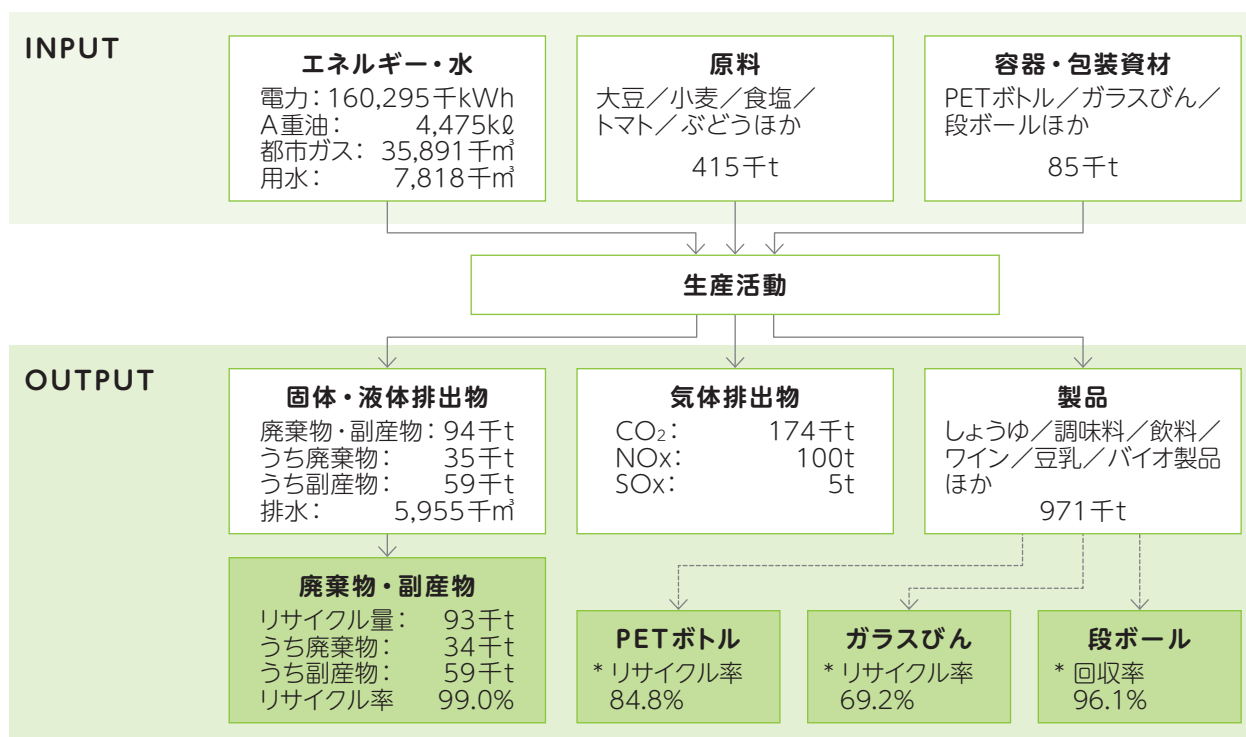 INPUT
エネルギー・水
電力：160,295千kWh
A重油： 4,475kℓ
都市ガス： 35,891千㎥
用水： 7,818千㎥
原料
大豆／小麦／食塩／
トマト／ぶどうほか
415千t
容器・包装資材
PETボトル／ガラスびん／
段ボールほか
85千t
生産活動
OUTPUT
固体・液体排出物
廃棄物・副産物：94千t
うち廃棄物： 35千t
うち副産物： 59千t
排水： 5,955千㎥
気体排出物
CO₂： 174千t
NOx： 100t
SOx： 5t
製品
しょうゆ／調味料／飲料／
ワイン／豆乳／バイオ製品
ほか
971千t
廃棄物・副産物
リサイクル量： 93千t
うち廃棄物： 34千t
うち副産物： 59千t
リサイクル率 99.0%
PETボトル
* リサイクル率
84.8%
ガラスびん
* リサイクル率
69.2%
段ボール
* 回収率
96.1%